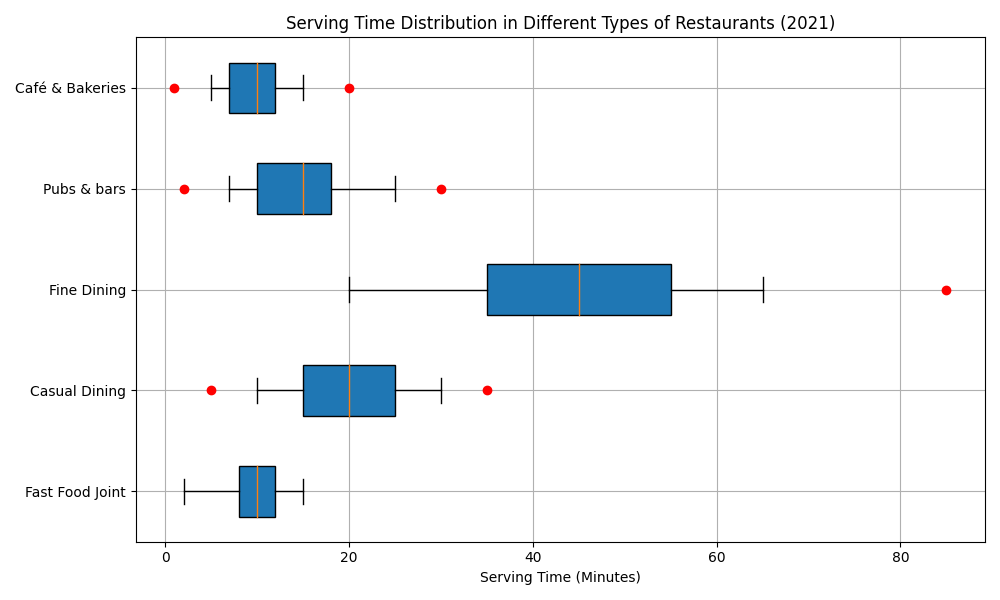 Serving Time Distribution in Different Types of Restaurants (2021)
Café & Bakeries
Pubs & bars
Fine Dining
Casual Dining
Fast Food Joint
0 20 40 60 80
Serving Time (Minutes)